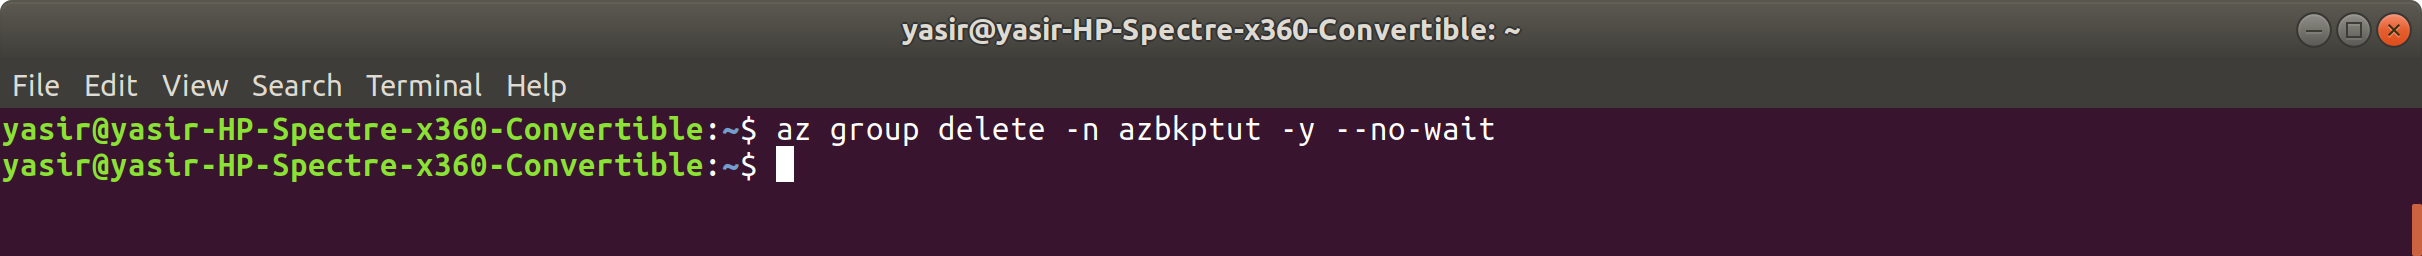 yasir@yasir-HP-Spectre-x360-Convertible: ~
File Edit View Search Terminal Help
yasir@yasir-HP-Spectre-x360-Convertible:~$ az group delete -n azbkptut -y --no-wait
yasir@yasir-HP-Spectre-x360-Convertible:~$